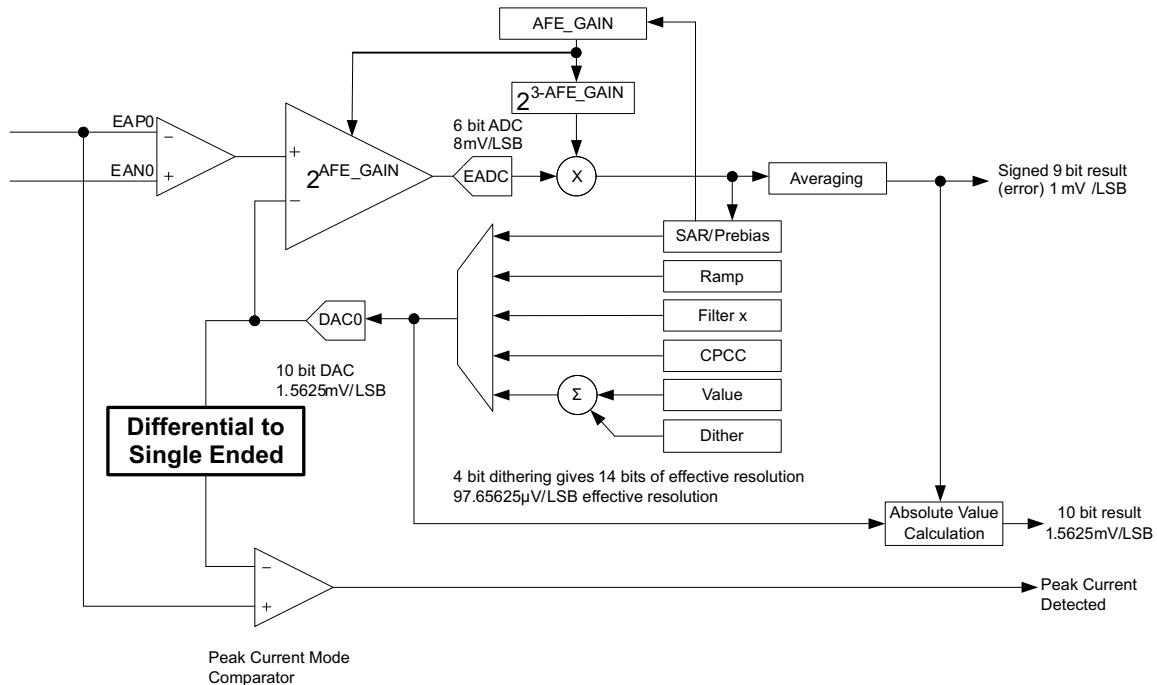 AFE_GAIN
2^3-AFE_GAIN
EAP0
−
+
EAN0
+
2^AFE_GAIN
−
6 bit ADC
8mV/LSB
EADC
X
Averaging
Signed 9 bit result
(error) 1 mV /LSB
SAR/Prebias
Ramp
Filter x
CPCC
Value
Dither
Σ
DAC0
10 bit DAC
1.5625mV/LSB
Differential to
Single Ended
4 bit dithering gives 14 bits of effective resolution
97.65625μV/LSB effective resolution
Absolute Value
Calculation
10 bit result
1.5625mV/LSB
−
+
Peak Current
Detected
Peak Current Mode
Comparator